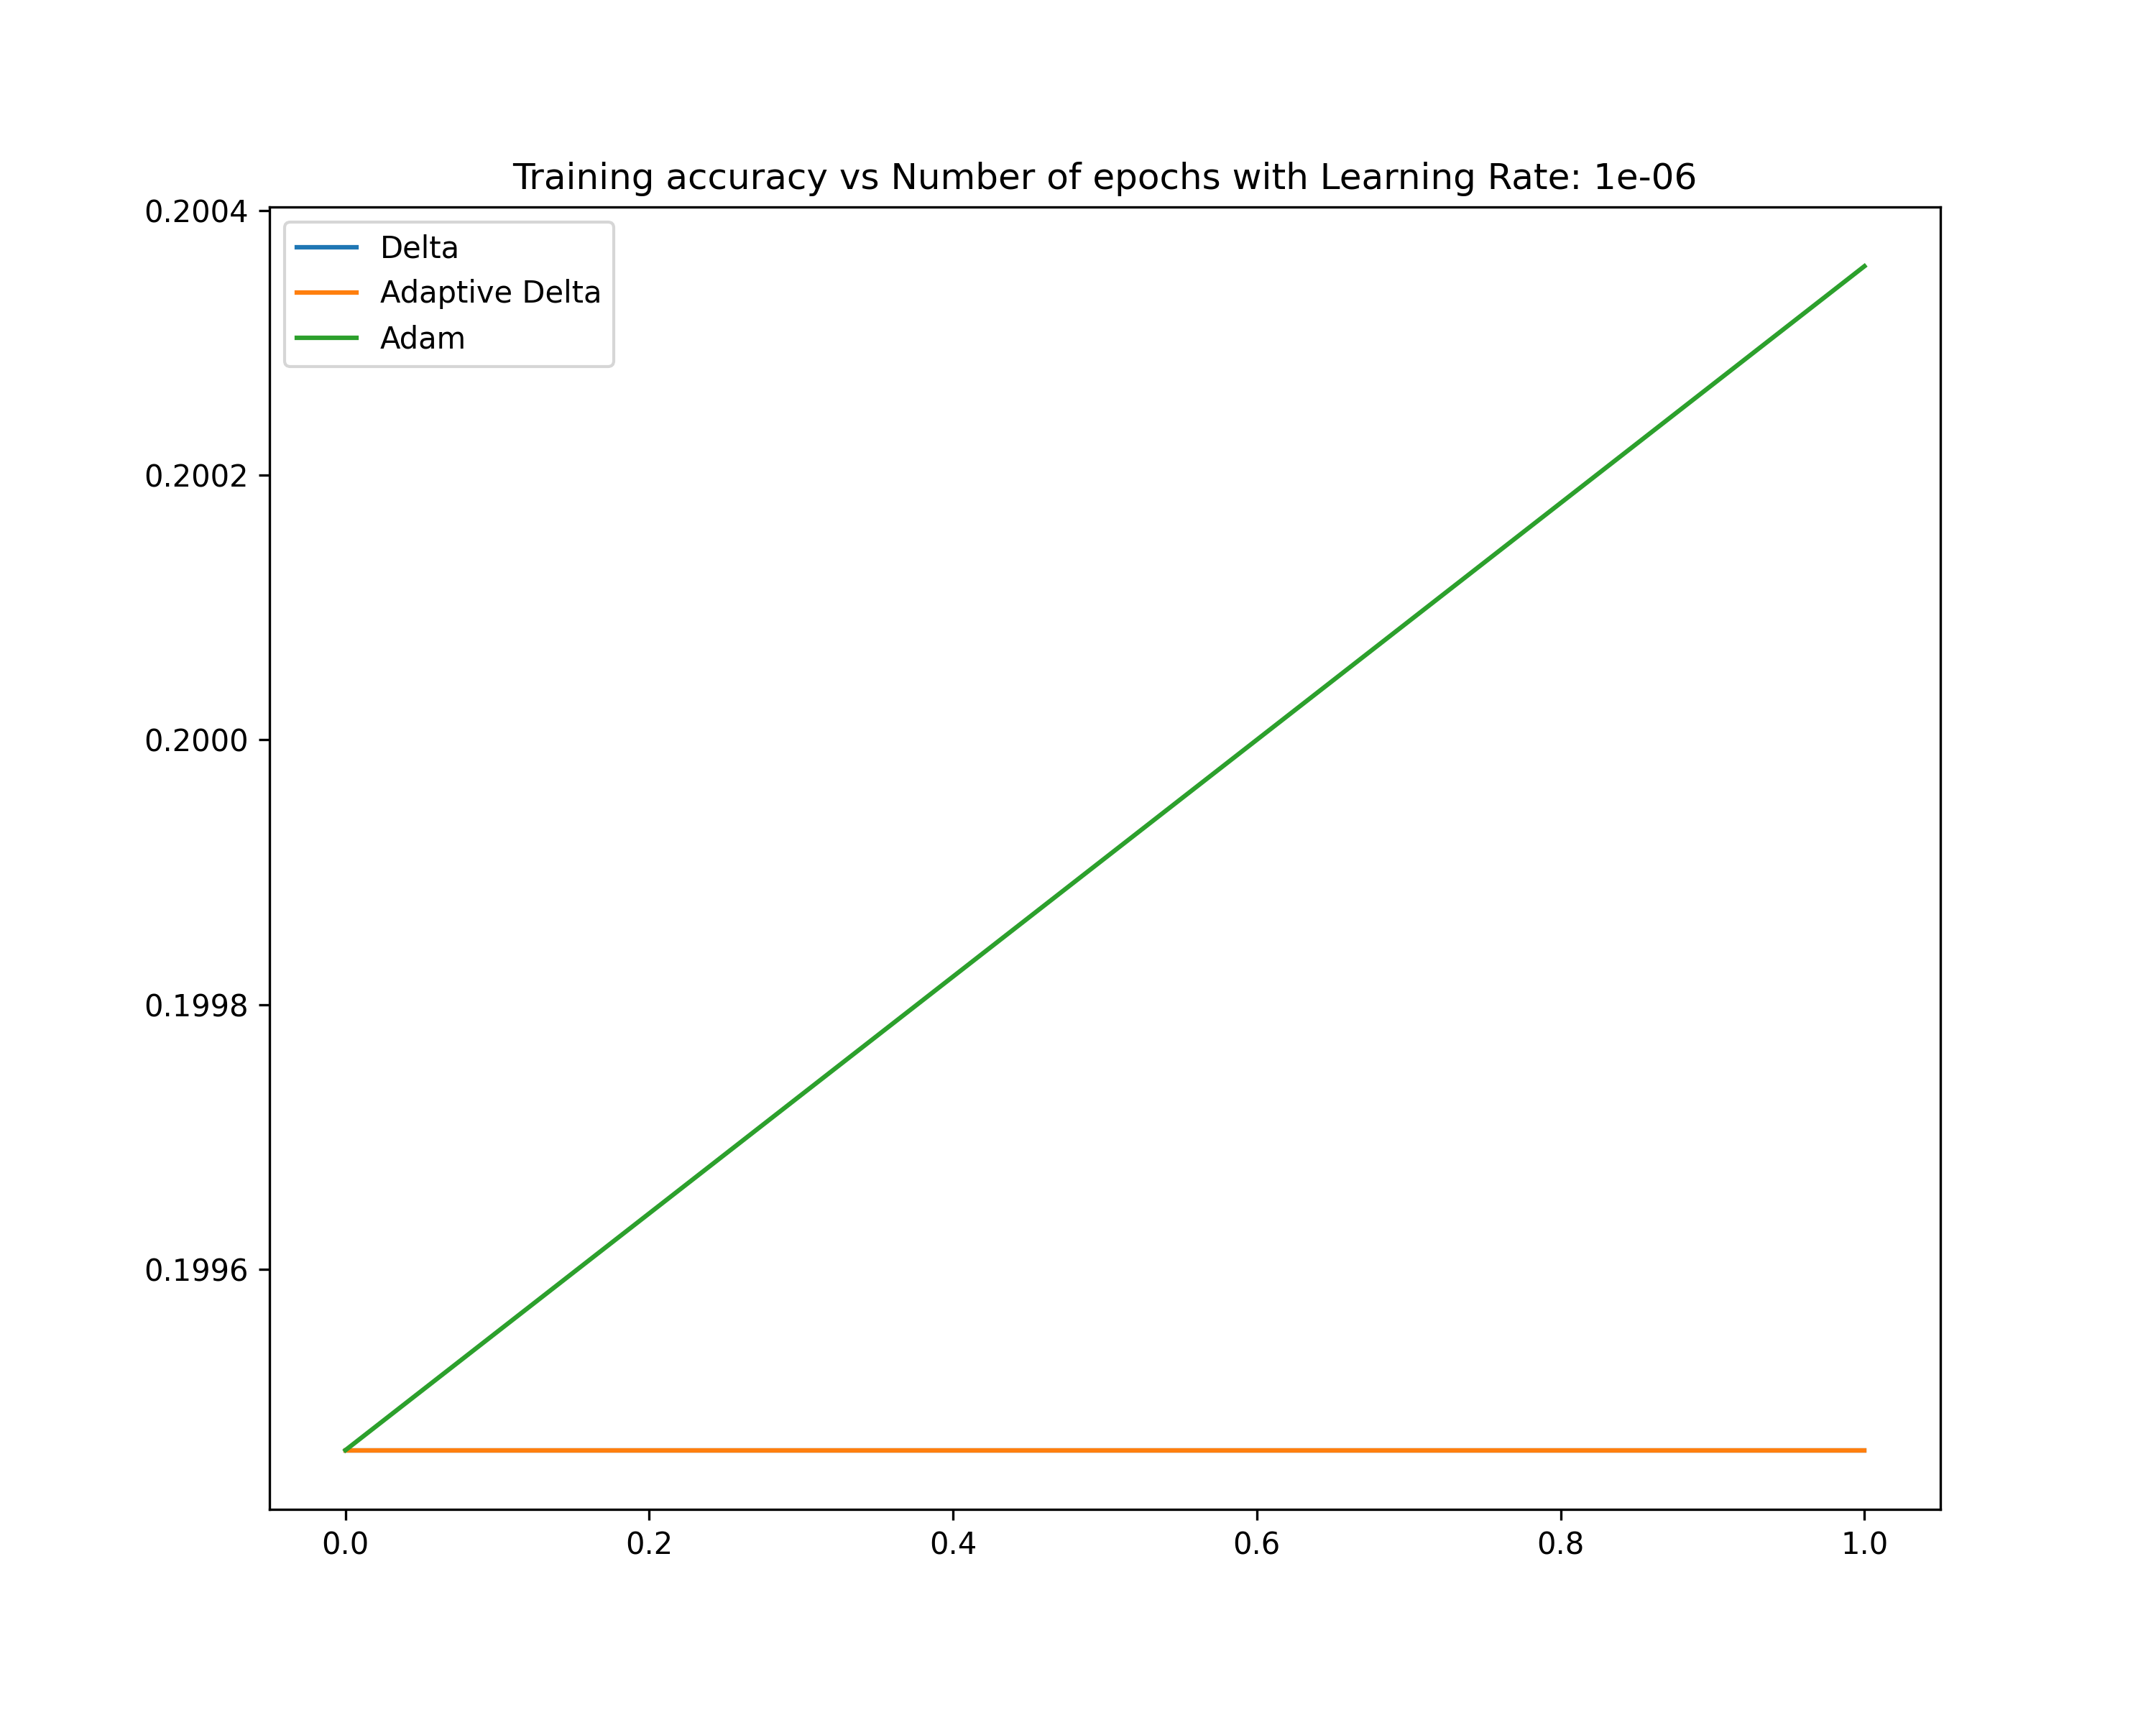 Training accuracy vs Number of epochs with Learning Rate: 1e-06
0.2004
Delta
Adaptive Delta
Adam
0.2002
0.2000
0.1998
0.1996
0.0 0.2 0.4 0.6 0.8 1.0